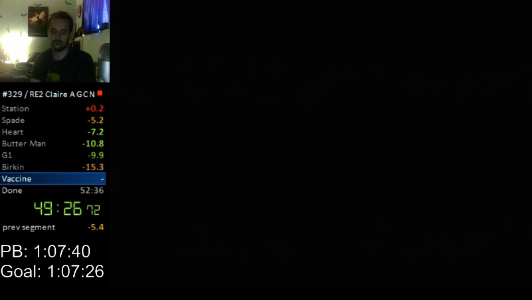 #329 / RE2 Claire A GCN
Station +0.2
Spade -5.2
Heart -7.2
Butter Man -10.8
G1 -9.9
Birkin -15.3
Vaccine -
Done 52:36
49:26 72
prev segment -5.4
PB: 1:07:40
Goal: 1:07:26